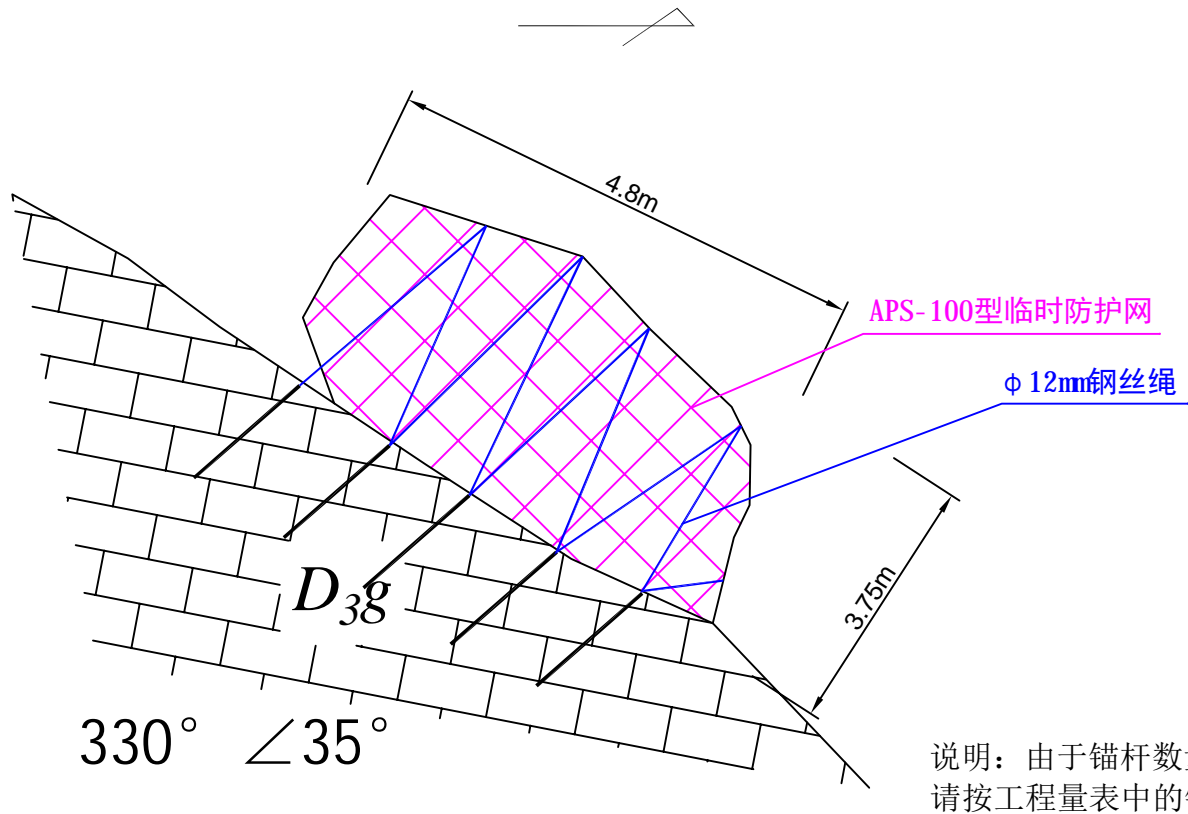 4.8m
APS-100型临时防护网
φ12mm钢丝绳
3.75m
D₃g
330° ∠35°
说明：由于锚杆数
请按工程量表中的